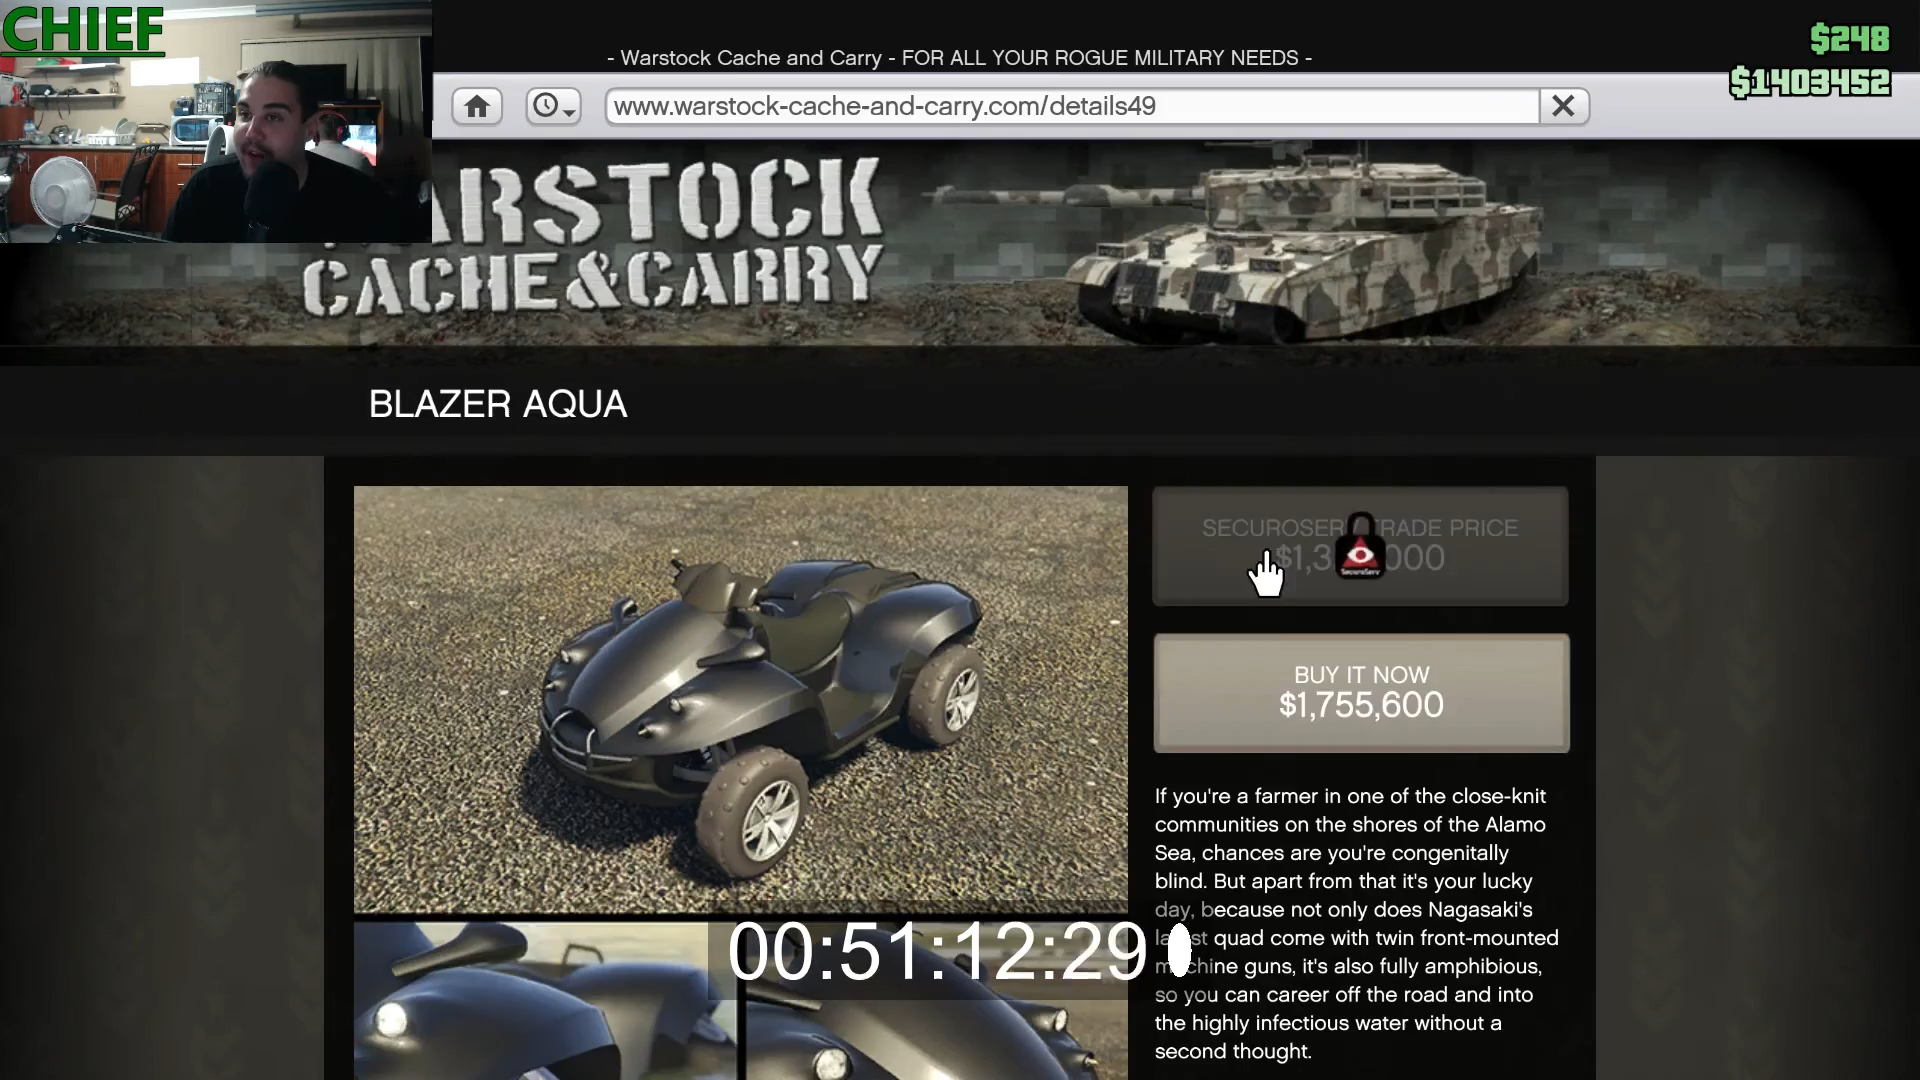 CHIEF
- Warstock Cache and Carry - FOR ALL YOUR ROGUE MILITARY NEEDS -
$248
$1403452
www.warstock-cache-and-carry.com/details49
ARSTOCK
CACHE&CARRY
BLAZER AQUA
TRADE PRICE
BUY IT NOW
$1,755,600
If you're a farmer in one of the close-knit
communities on the shores of the Alamo
Sea, chances are you're congenitally
blind. But apart from that it's your lucky
day, because not only does Nagasaki's
quad come with twin front-mounted
machine guns, it's also fully amphibious,
so you can career off the road and into
the highly infectious water without a
second thought.
00:51:12:29